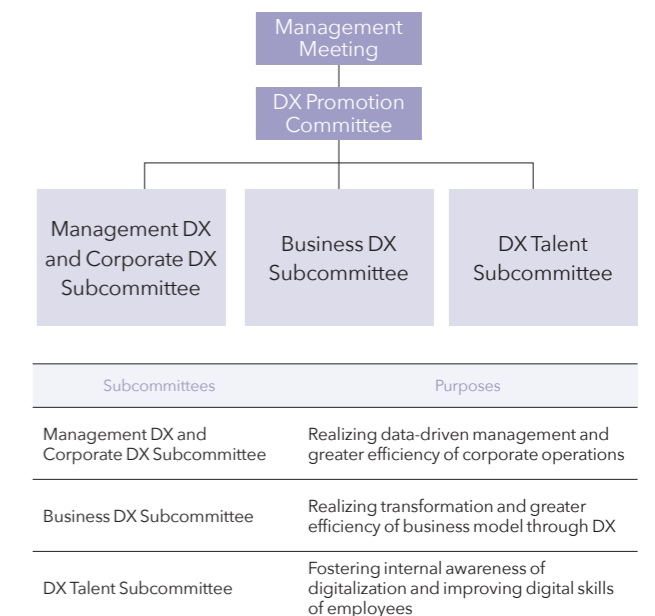 Management
Meeting
DX Promotion
Committee
Management DX
and Corporate DX
Subcommittee
Business DX
Subcommittee
DX Talent
Subcommittee
Subcommittees
Purposes
Management DX and
Corporate DX Subcommittee
Realizing data-driven management and
greater efficiency of corporate operations
Business DX Subcommittee
Realizing transformation and greater
efficiency of business model through DX
DX Talent Subcommittee
Fostering internal awareness of
digitalization and improving digital skills
of employees